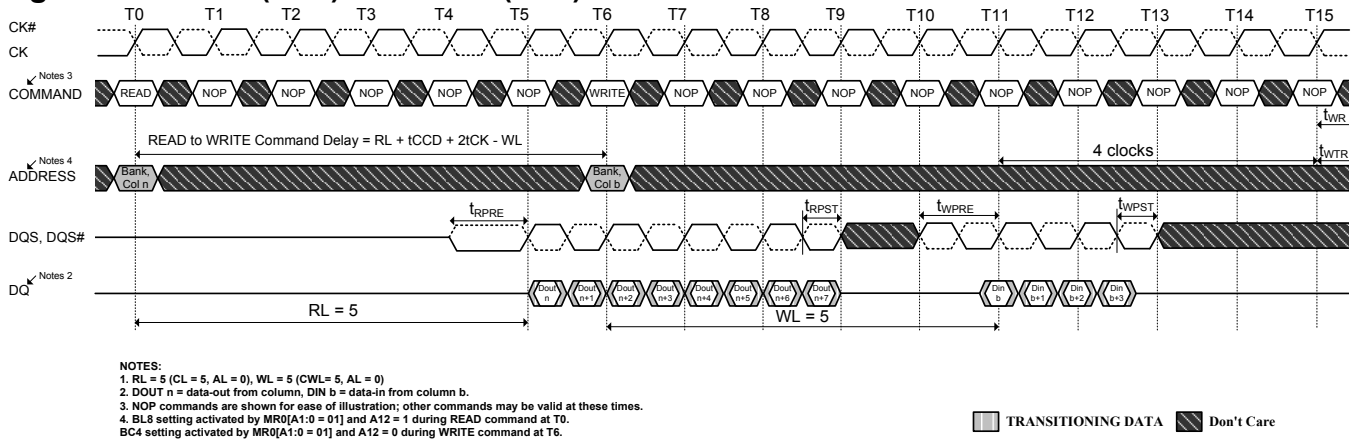 T0 T1 T2 T3 T4 T5 T6 T7 T8 T9 T10 T11 T12 T13 T14 T15
CK#
CK
Notes 3
COMMAND READ NOP NOP NOP NOP NOP WRITE NOP NOP NOP NOP NOP NOP NOP NOP NOP
tWR
READ to WRITE Command Delay = RL + tCCD + 2tCK - WL
4 clocks
tWTR
Notes 4
ADDRESS
Bank, Col n
Bank, Col b
tRPRE tRPST tWPRE tWPST
DQS, DQS#
Notes 2
DQ
Dout n Dout n+1 Dout n+2 Dout n+3 Dout n+4 Dout n+5 Dout n+6 Dout n+7 Din b Din b+1 Din b+2 Din b+3
RL = 5 WL = 5
NOTES:
1. RL = 5 (CL = 5, AL = 0), WL = 5 (CWL= 5, AL = 0)
2. DOUT n = data-out from column, DIN b = data-in from column b.
3. NOP commands are shown for ease of illustration; other commands may be valid at these times.
4. BL8 setting activated by MR0[A1:0 = 01] and A12 = 1 during READ command at T0.
BC4 setting activated by MR0[A1:0 = 01] and A12 = 0 during WRITE command at T6.
TRANSITIONING DATA Don't Care